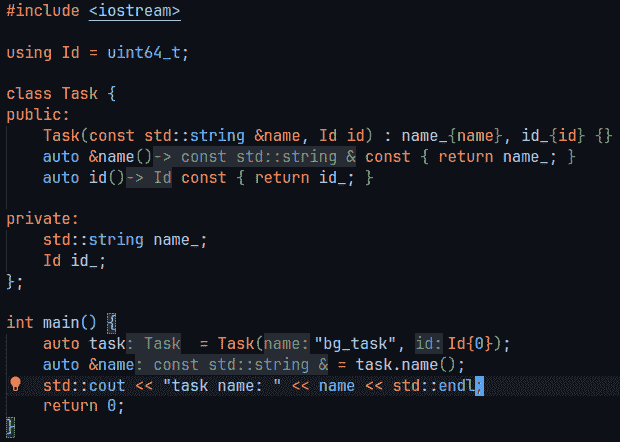 #include <iostream>
using Id = uint64_t;
class Task {
public:
Task(const std::string &name, Id id) : name_{name}, id_{id} {}
auto &name()-> const std::string & const { return name_; }
auto id()-> Id const { return id_; }
private:
std::string name_;
Id id_;
};
int main() {
auto task: Task = Task(name: "bg_task", id: Id{0});
auto &name: const std::string & = task.name();
std::cout << "task name: " << name << std::endl;
return 0;
}